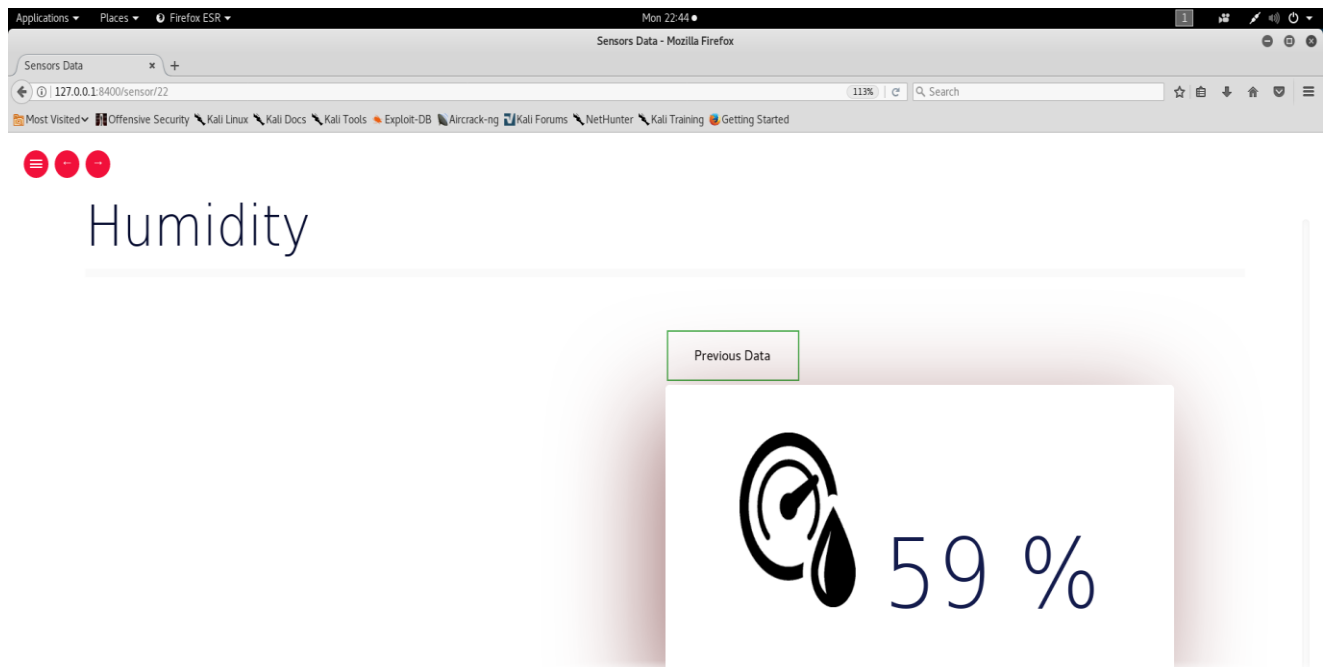 Applications Places Firefox ESR Mon 22:44 1
Sensors Data - Mozilla Firefox
Sensors Data × +
127.0.0.1:8400/sensor/22 113% Search
Most Visited Offensive Security Kali Linux Kali Docs Kali Tools Exploit-DB Aircrack-ng Kali Forums NetHunter Kali Training Getting Started
Humidity
Previous Data
59 %